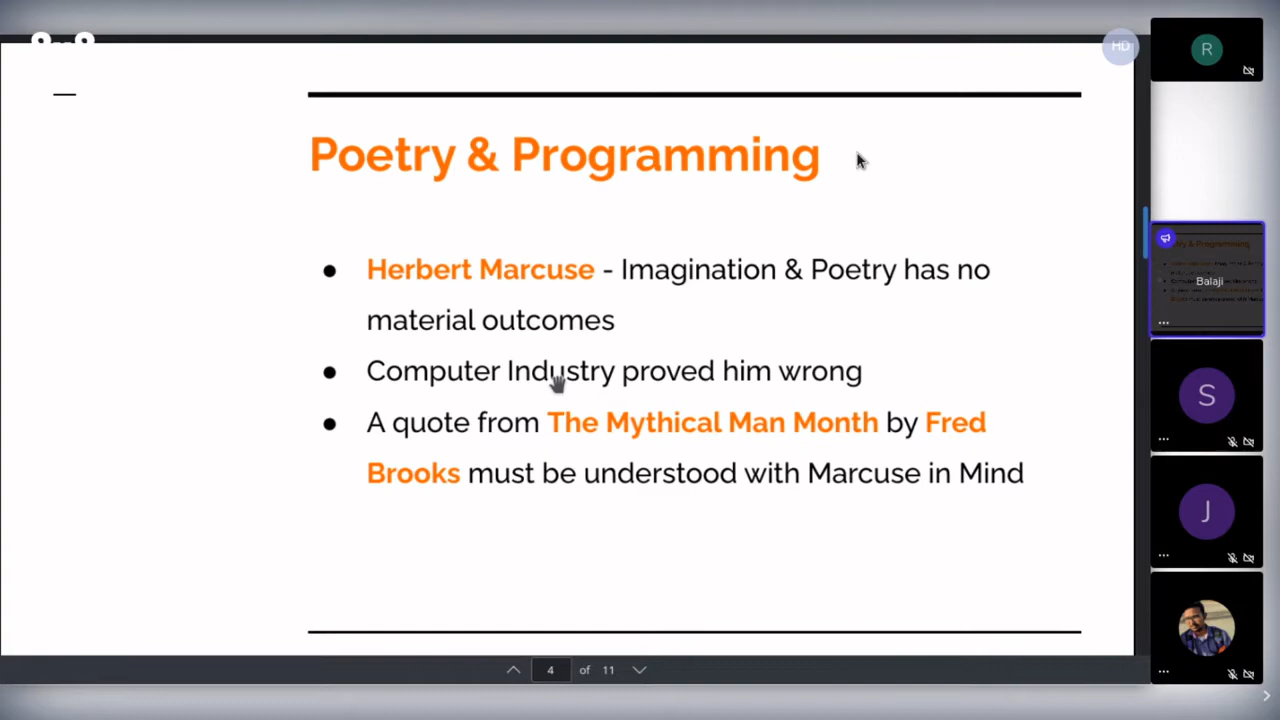 HD
R
Poetry & Programming
● Herbert Marcuse - Imagination & Poetry has no
material outcomes
● Computer Industry proved him wrong
● A quote from The Mythical Man Month by Fred
Brooks must be understood with Marcuse in Mind
Balaji
S
J
4 of 11